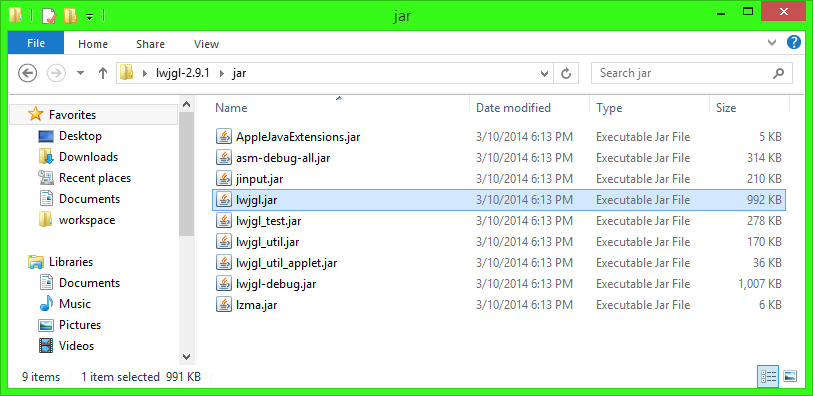 jar
File Home Share View
lwjgl-2.9.1 jar Search jar
Name Date modified Type Size
Favorites
Desktop
Downloads
Recent places
Documents
workspace
Libraries
Documents
Music
Pictures
Videos
AppleJavaExtensions.jar 3/10/2014 6:13 PM Executable Jar File 5 KB
asm-debug-all.jar 3/10/2014 6:13 PM Executable Jar File 314 KB
jinput.jar 3/10/2014 6:13 PM Executable Jar File 210 KB
lwjgl.jar 3/10/2014 6:13 PM Executable Jar File 992 KB
lwjgl_test.jar 3/10/2014 6:13 PM Executable Jar File 278 KB
lwjgl_util.jar 3/10/2014 6:13 PM Executable Jar File 170 KB
lwjgl_util_applet.jar 3/10/2014 6:13 PM Executable Jar File 36 KB
lwjgl-debug.jar 3/10/2014 6:13 PM Executable Jar File 1,007 KB
lzma.jar 3/10/2014 6:13 PM Executable Jar File 6 KB
9 items 1 item selected 991 KB